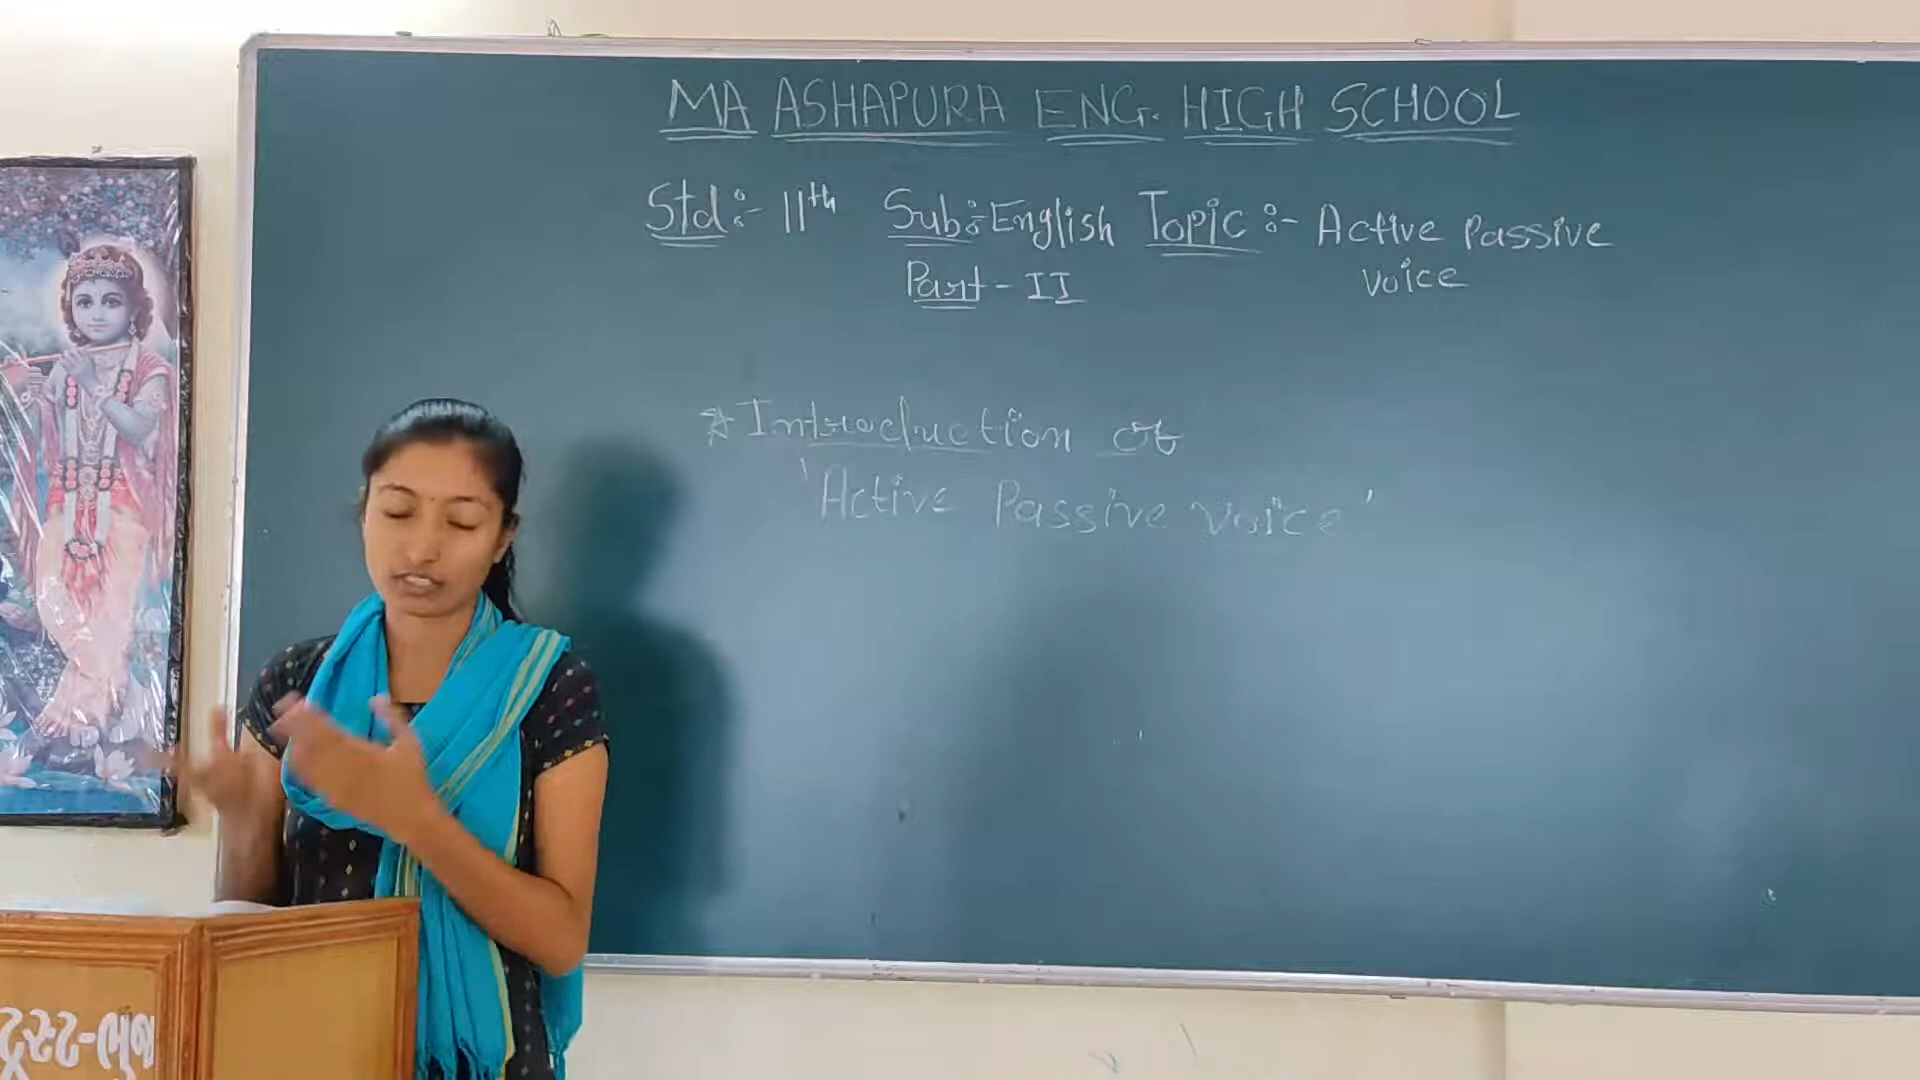 MA ASHAPURA ENG. HIGH SCHOOL
Std:- 11th Sub:- English Topic:- Active Passive
Part - II voice
* Introduction of
'Active Passive voice'